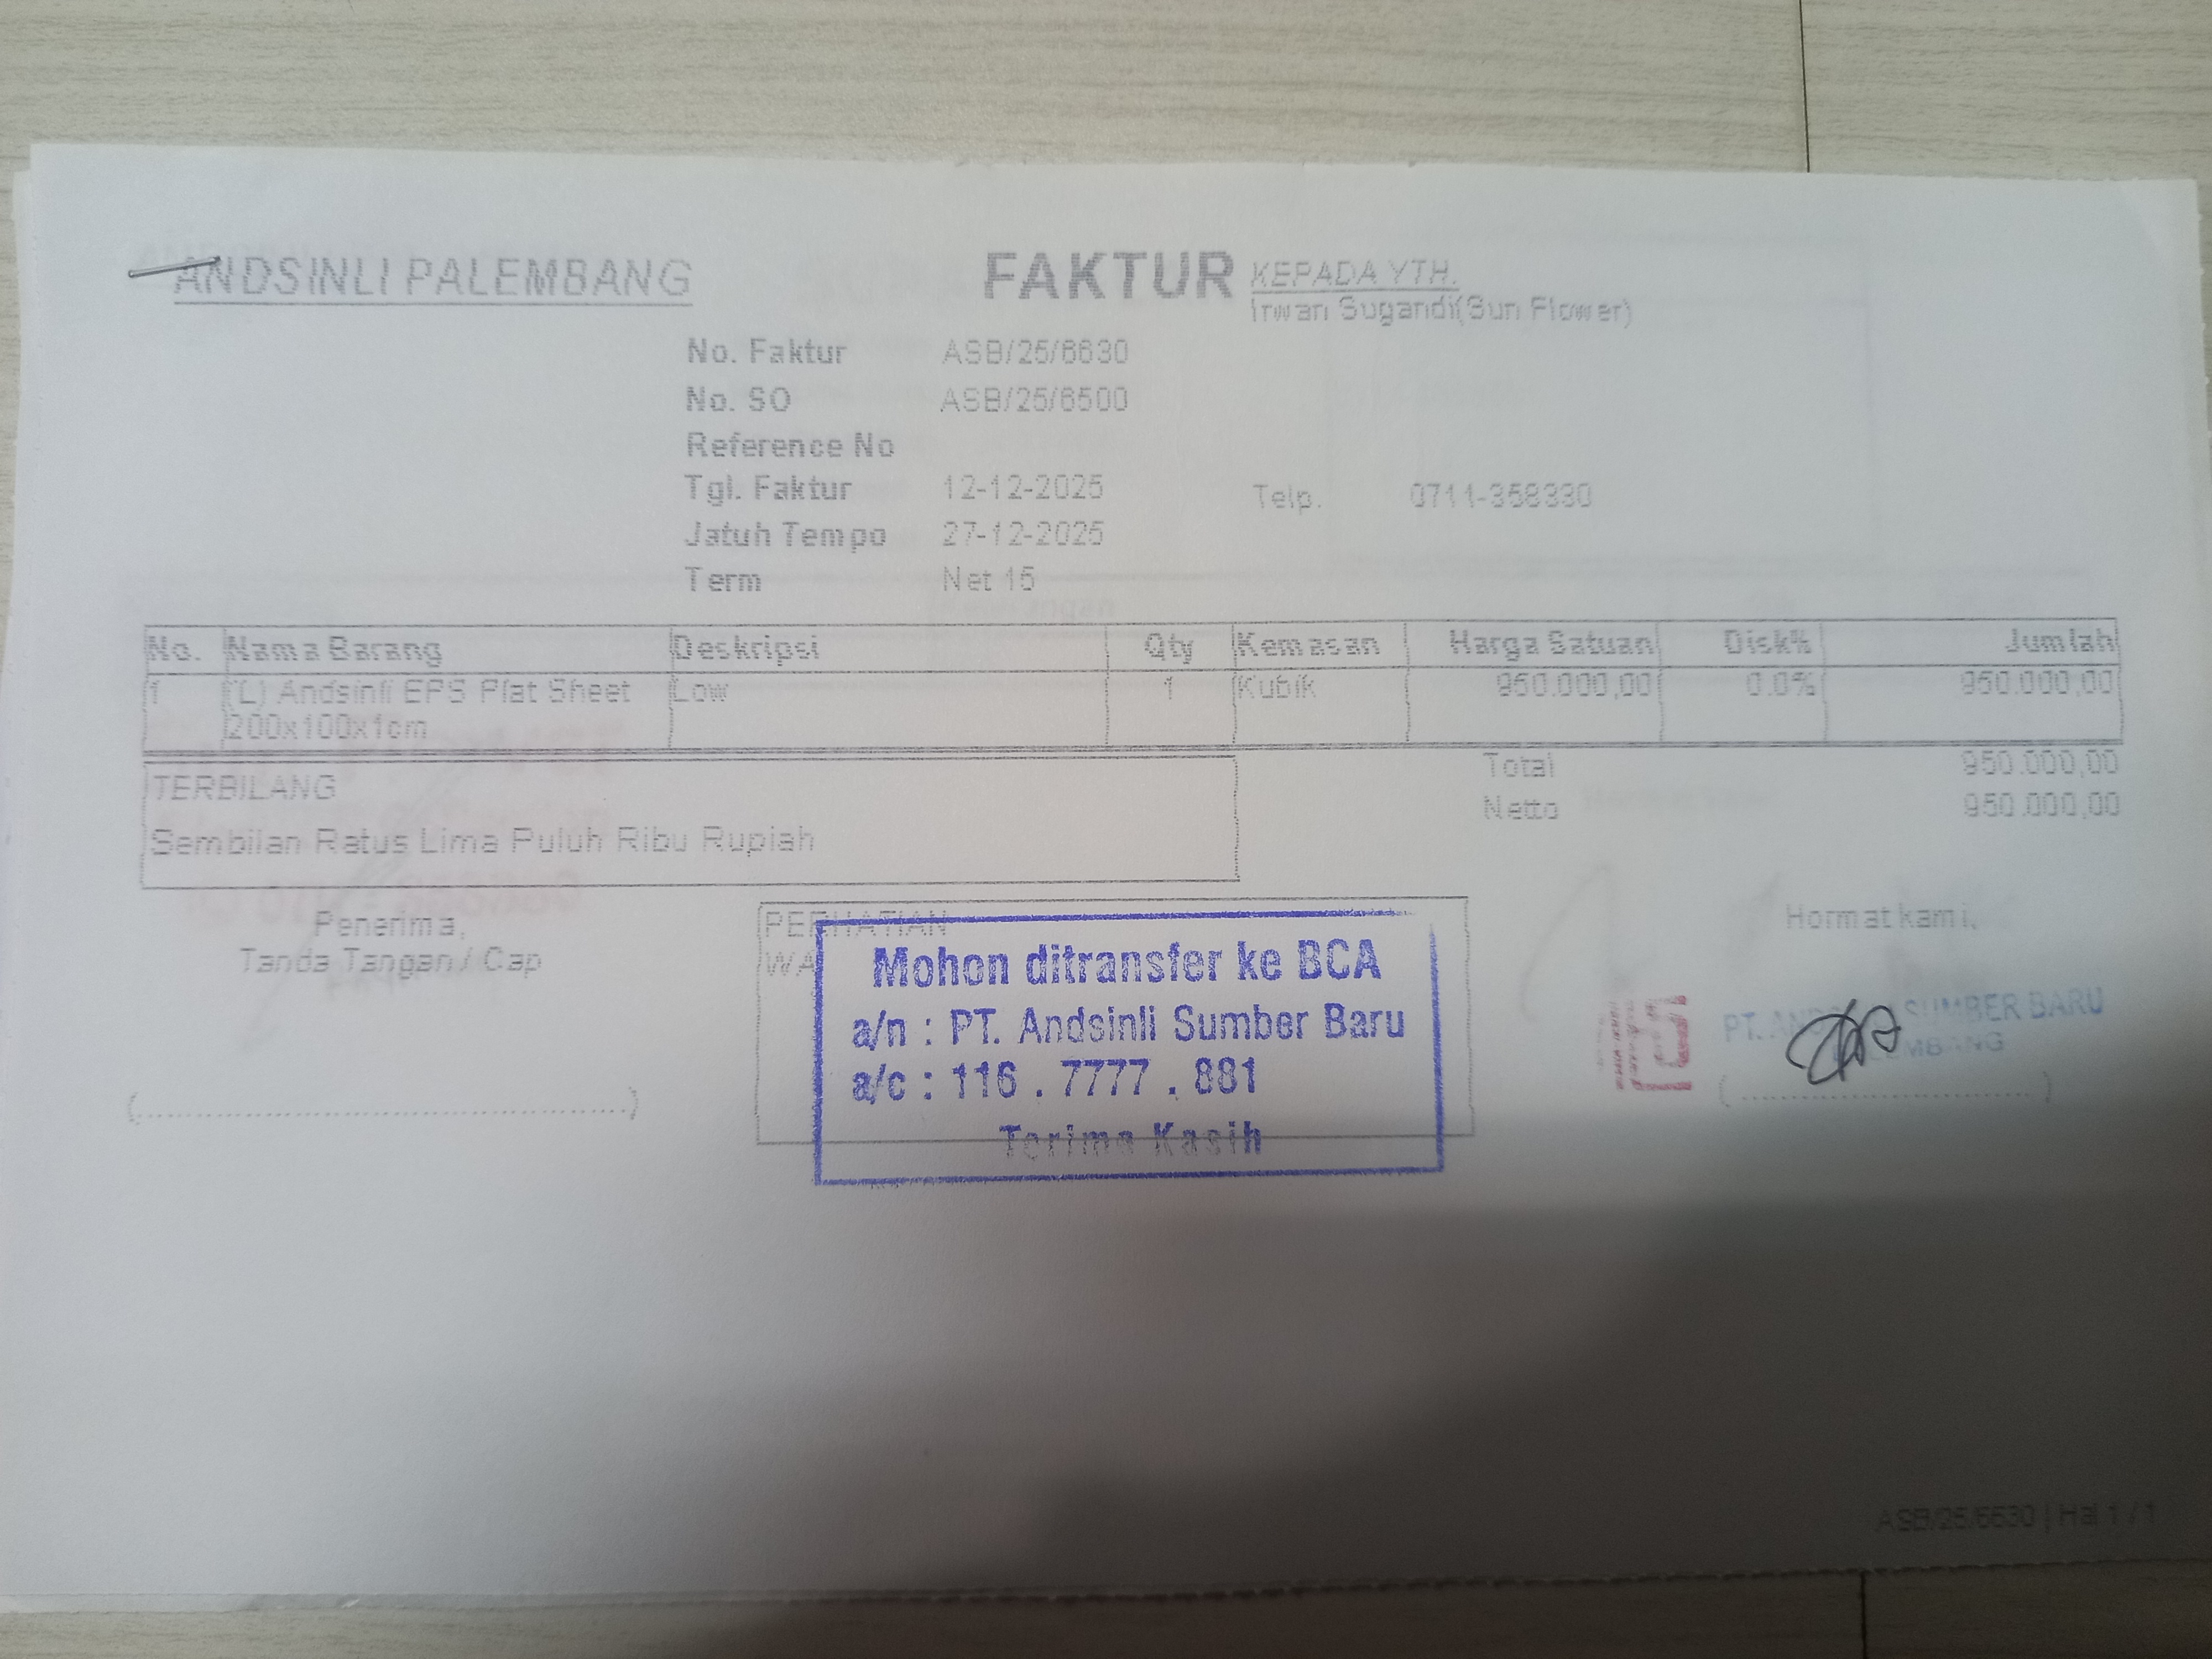 ANDSINLI PALEMBANG
FAKTUR
KEPADA YTH.
Irwan Sugandi(Sun Flower)
No. Faktur ASB/25/6630
No. SO ASB/25/6500
Reference No
Tgl. Faktur 12-12-2025
Telp. 0711-358330
Jatuh Tempo 27-12-2025
Term Net 15
No. Nama Barang Deskripsi Qty Kemasan Harga Satuan Disk% Jumlah
1 (L) Andsinli EPS Flat Sheet Low 1 Kubik 950.000,00 0.0% 950.000,00
200x100x1cm
Total 950.000,00
TERBILANG
Netto 950.000,00
Sembilan Ratus Lima Puluh Ribu Rupiah
Penerima,
Tanda Tangan / Cap
PERHATIAN
Mohon ditransfer ke BCA
a/n : PT. Andsinli Sumber Baru
a/c : 116 . 7777 . 881
Terima Kasih
Hormat kami,
SUMBER BARU
ASB/25/6630 | Hal 1 / 1